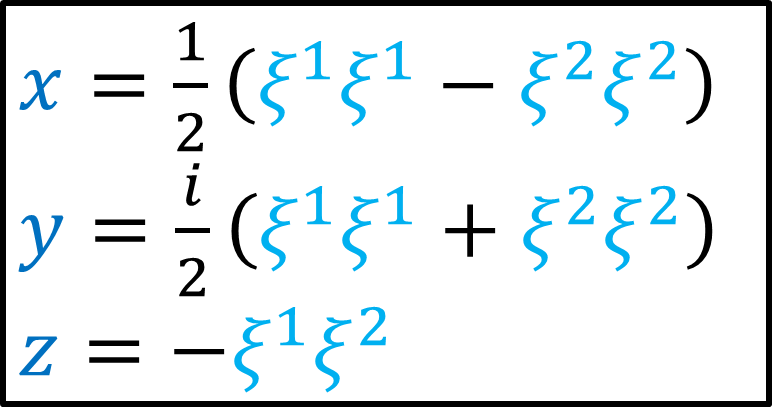 x = 1/2 (ξ¹ξ¹ − ξ²ξ²)
y = i/2 (ξ¹ξ¹ + ξ²ξ²)
z = −ξ¹ξ²